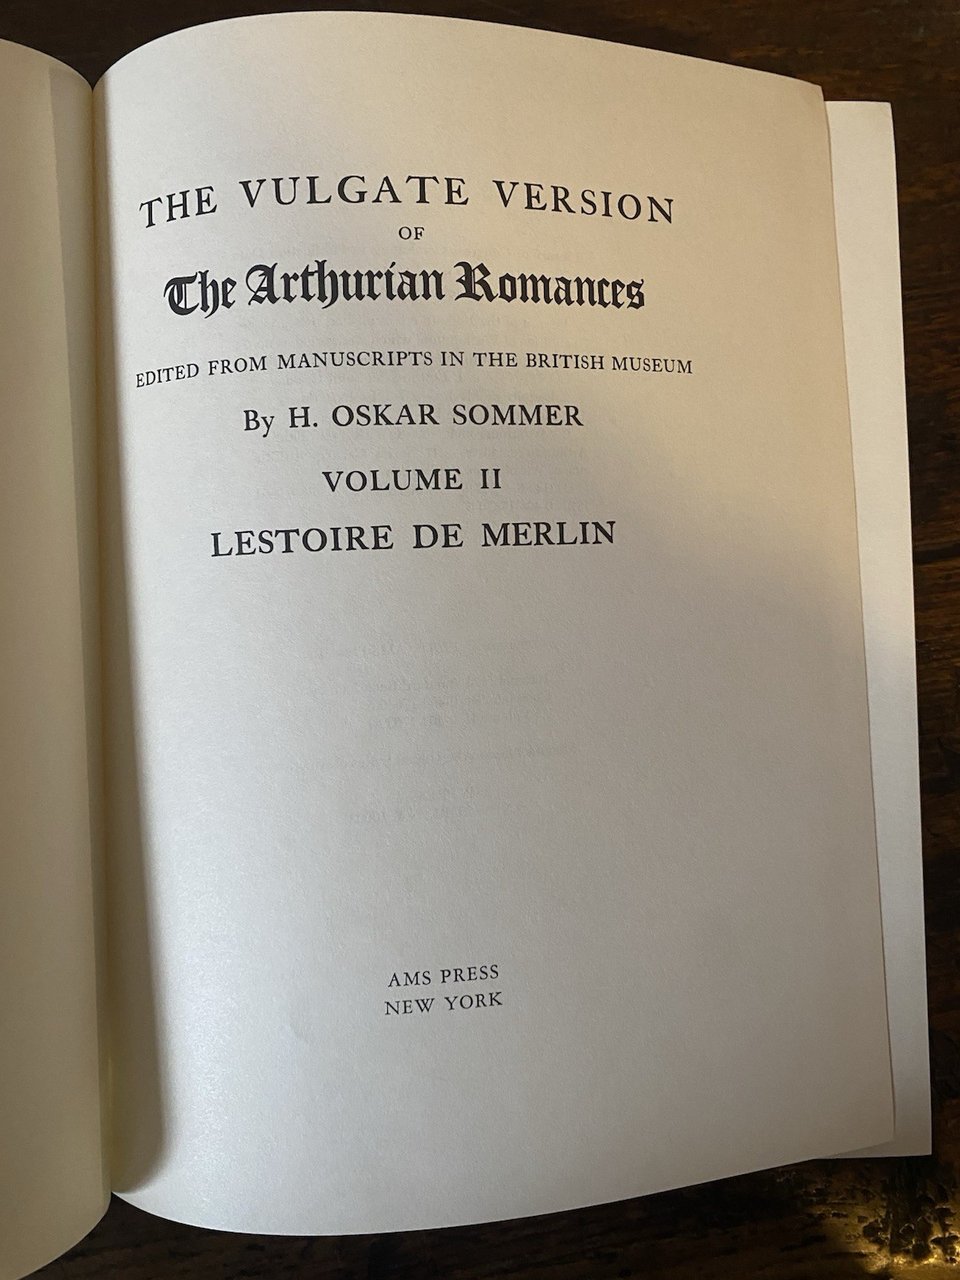 THE VULGATE VERSION
OF
The Arthurian Romances
EDITED FROM MANUSCRIPTS IN THE BRITISH MUSEUM
By H. OSKAR SOMMER
VOLUME II
LESTOIRE DE MERLIN
AMS PRESS
NEW YORK